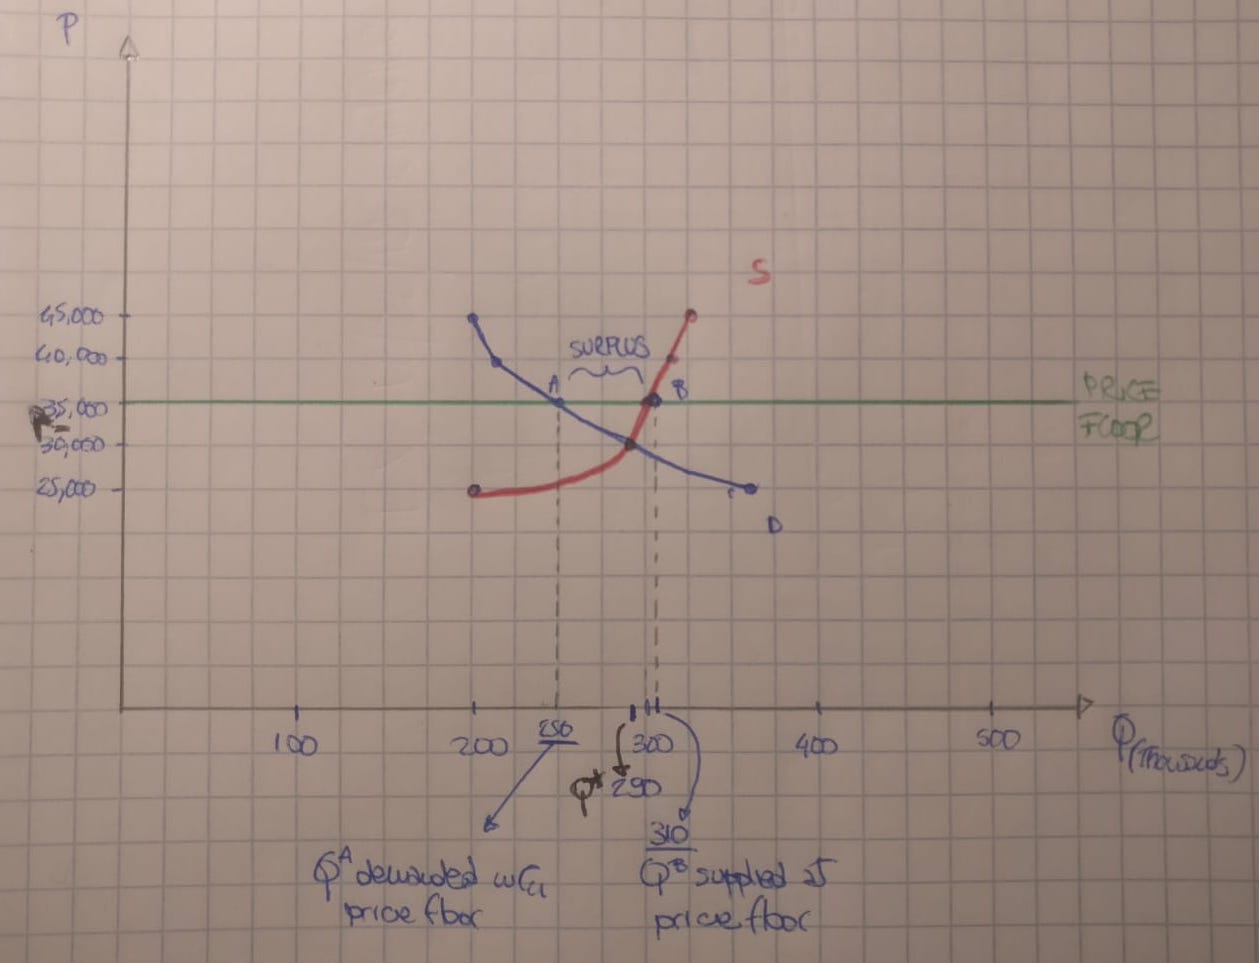 P
S
45,000
40,000
SURPLUS
A
B
PRICE
35,000
FLOOR
P*
30,000
25,000
D
100
200
250
300
400
500
Q (Thousands)
Q* 290
310
Q^A demanded
price floor
Q^B supplied
price floor